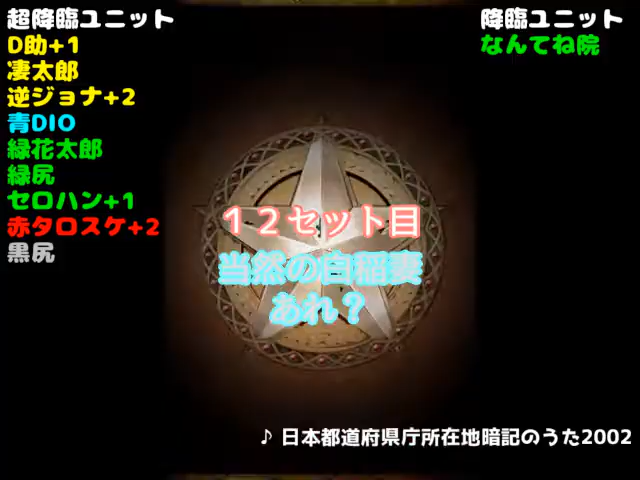 超降臨ユニット
D助+1
凄太郎
逆ジョナ+2
青DIO
緑花太郎
緑尻
セロハン+1
赤タロスケ+2
黒尻
降臨ユニット
なんてね院
１２セット目
当然の白稲妻
あれ？
♪ 日本都道府県庁所在地暗記のうた2002